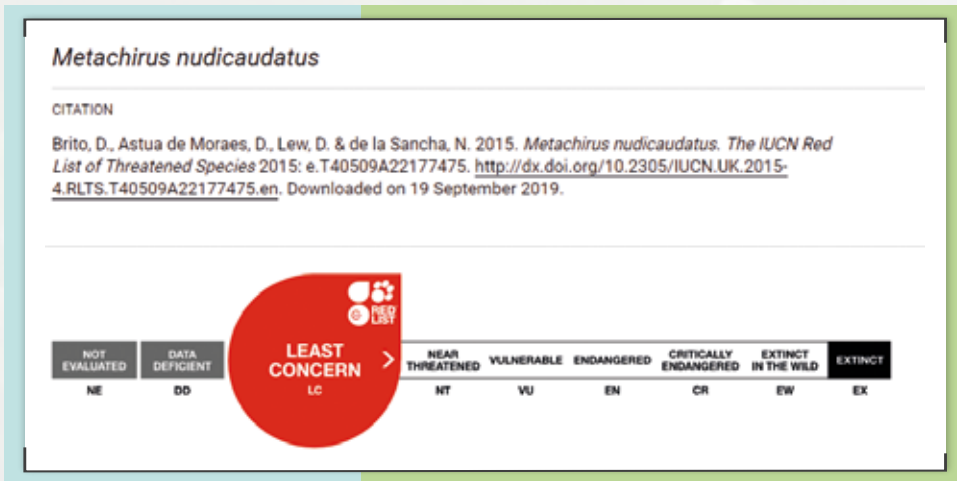 Metachirus nudicaudatus
CITATION
Brito, D., Astua de Moraes, D., Lew, D. & de la Sancha, N. 2015. Metachirus nudicaudatus. The IUCN Red
List of Threatened Species 2015: e.T40509A22177475. http://dx.doi.org/10.2305/IUCN.UK.2015-
4.RLTS.T40509A22177475.en. Downloaded on 19 September 2019.
RED
LIST
NOT
EVALUATED
NE
DATA
DEFICIENT
DD
LEAST
CONCERN
LC
NEAR
THREATENED
NT
VULNERABLE
VU
ENDANGERED
EN
CRITICALLY
ENDANGERED
CR
EXTINCT
IN THE WILD
EW
EXTINCT
EX